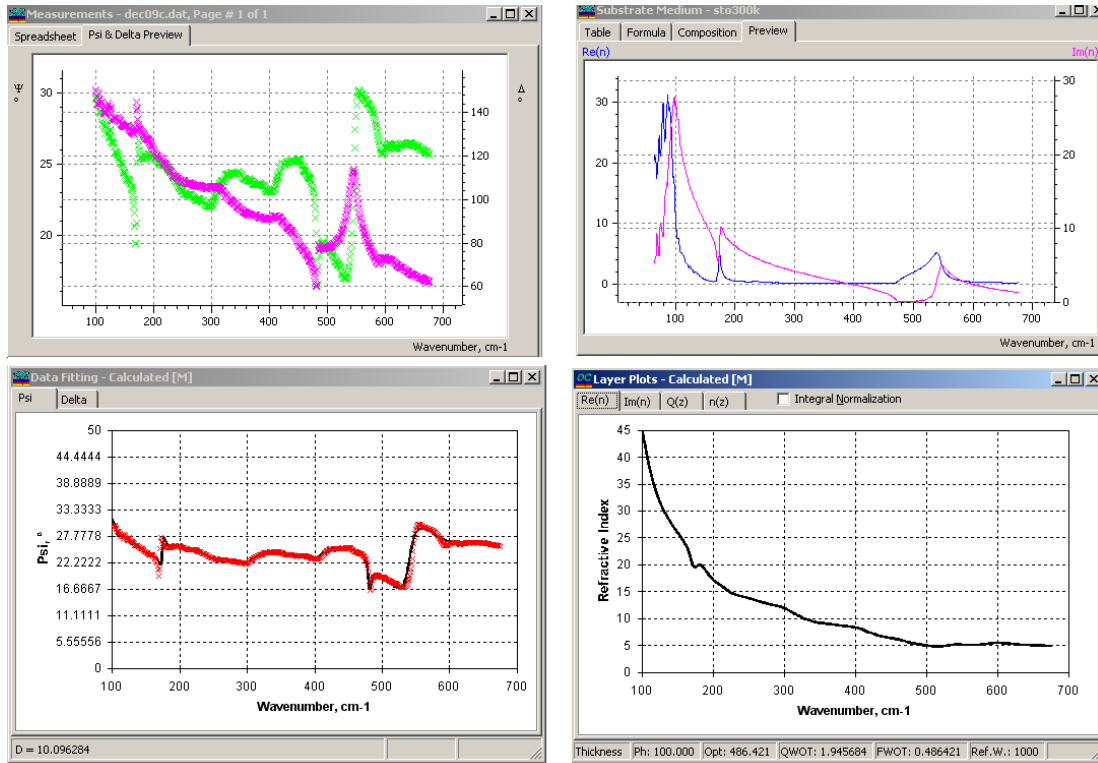 Measurements - dec09c.dat, Page # 1 of 1
Spreadsheet Psi & Delta Preview
Ψ
°
30
25
20
140
120
100
80
60
Δ
°
100 200 300 400 500 600 700
Wavenumber, cm-1
Substrate Medium - sto300k
Table Formula Composition Preview
Re(n) Im(n)
30
20
10
0
30
20
10
0
100 200 300 400 500 600
Wavenumber, cm-1
Data Fitting - Calculated [M]
Psi Delta
50
44.4444
38.8889
33.3333
27.7778
22.2222
16.6667
11.1111
5.55556
0
Psi, °
100 200 300 400 500 600 700
Wavenumber, cm-1
D = 10.096284
OC Layer Plots - Calculated [M]
Re(n) Im(n) Q(z) n(z) Integral Normalization
45
40
35
30
25
20
15
10
5
0
Refractive Index
100 200 300 400 500 600 700
Wavenumber, cm-1
Thickness Ph: 100.000 Opt: 486.421 QWOT: 1.945684 FWOT: 0.486421 Ref.W.: 1000